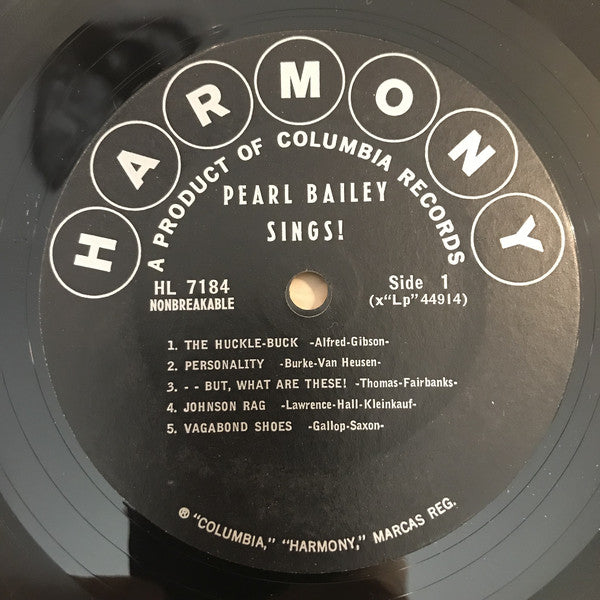 HARMONY
A PRODUCT OF COLUMBIA RECORDS
PEARL BAILEY
SINGS!
HL 7184
NONBREAKABLE
Side 1
(x"Lp"44914)
1. THE HUCKLE-BUCK -Alfred-Gibson-
2. PERSONALITY -Burke-Van Heusen-
3. - - BUT, WHAT ARE THESE! -Thomas-Fairbanks-
4. JOHNSON RAG -Lawrence-Hall-Kleinkauf-
5. VAGABOND SHOES -Gallop-Saxon-
® "COLUMBIA," "HARMONY," MARCAS REG.